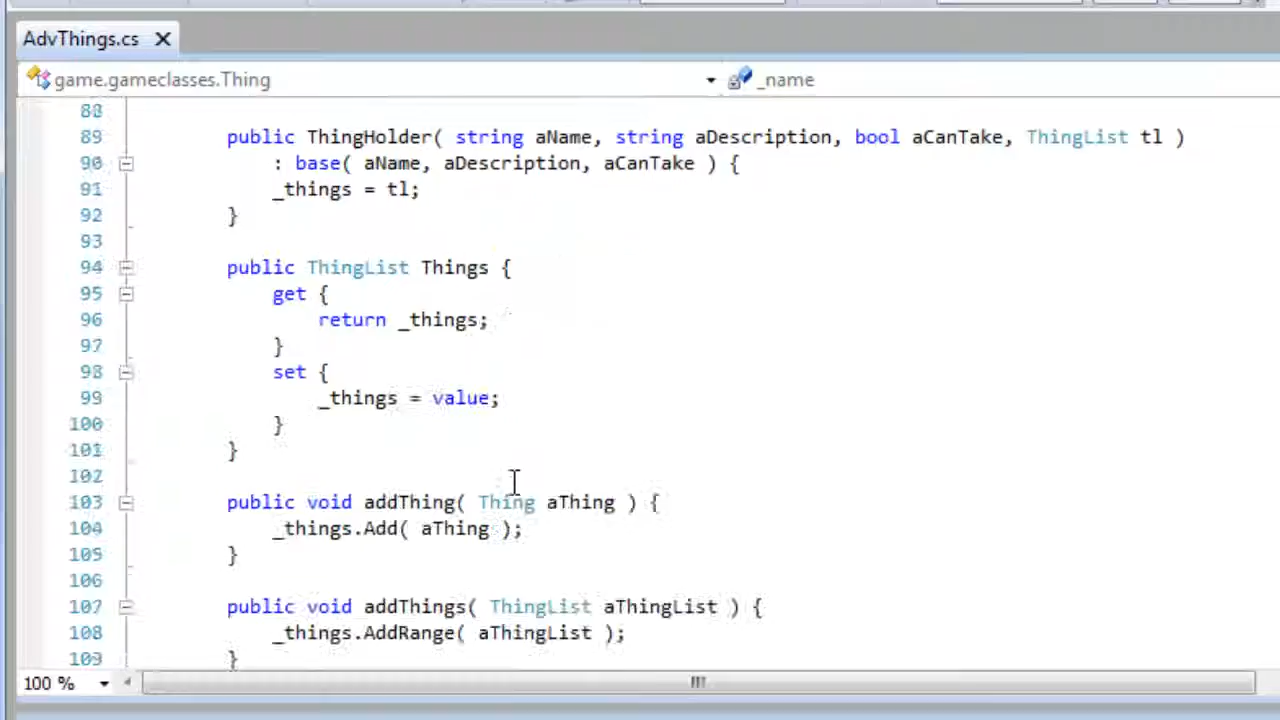 AdvThings.cs
game.gameclasses.Thing _name
88
89 public ThingHolder( string aName, string aDescription, bool aCanTake, ThingList tl )
90 : base( aName, aDescription, aCanTake ) {
91 _things = tl;
92 }
93
94 public ThingList Things {
95 get {
96 return _things;
97 }
98 set {
99 _things = value;
100 }
101 }
102
103 public void addThing( Thing aThing ) {
104 _things.Add( aThing );
105 }
106
107 public void addThings( ThingList aThingList ) {
108 _things.AddRange( aThingList );
109 }
100 %